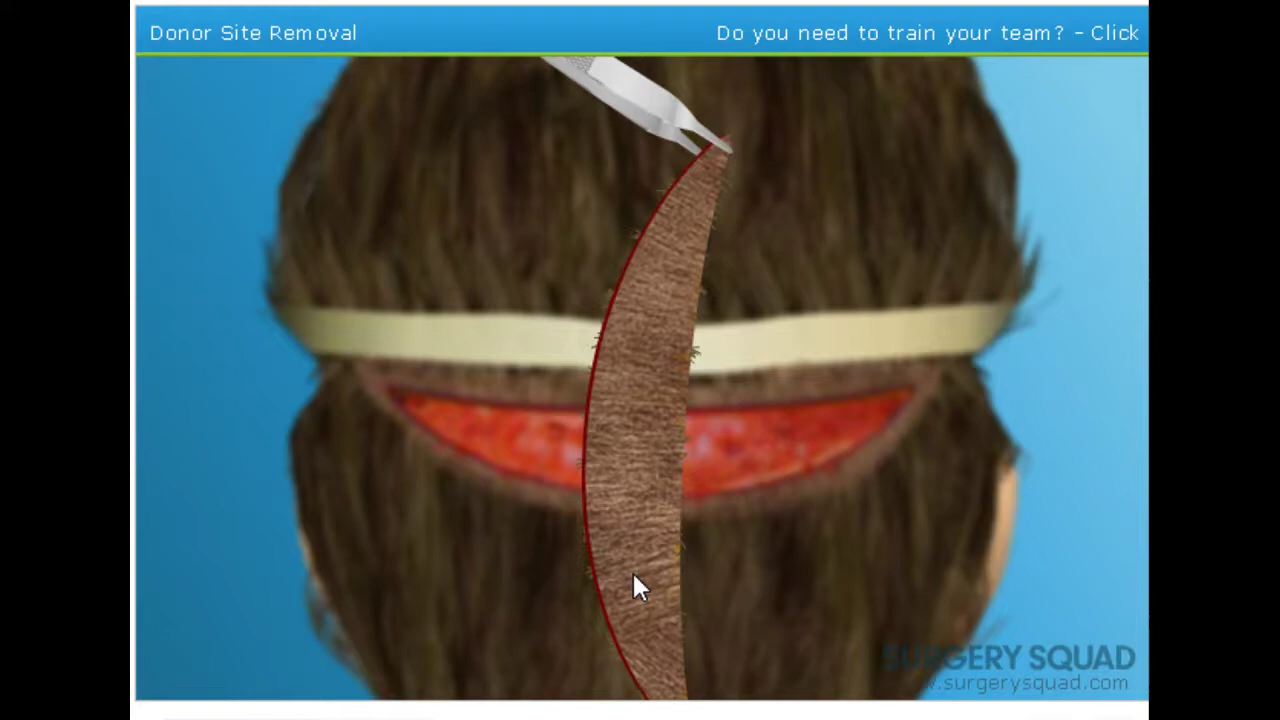 Donor Site Removal
Do you need to train your team? - Click
SURGERY SQUAD
www.surgerysquad.com